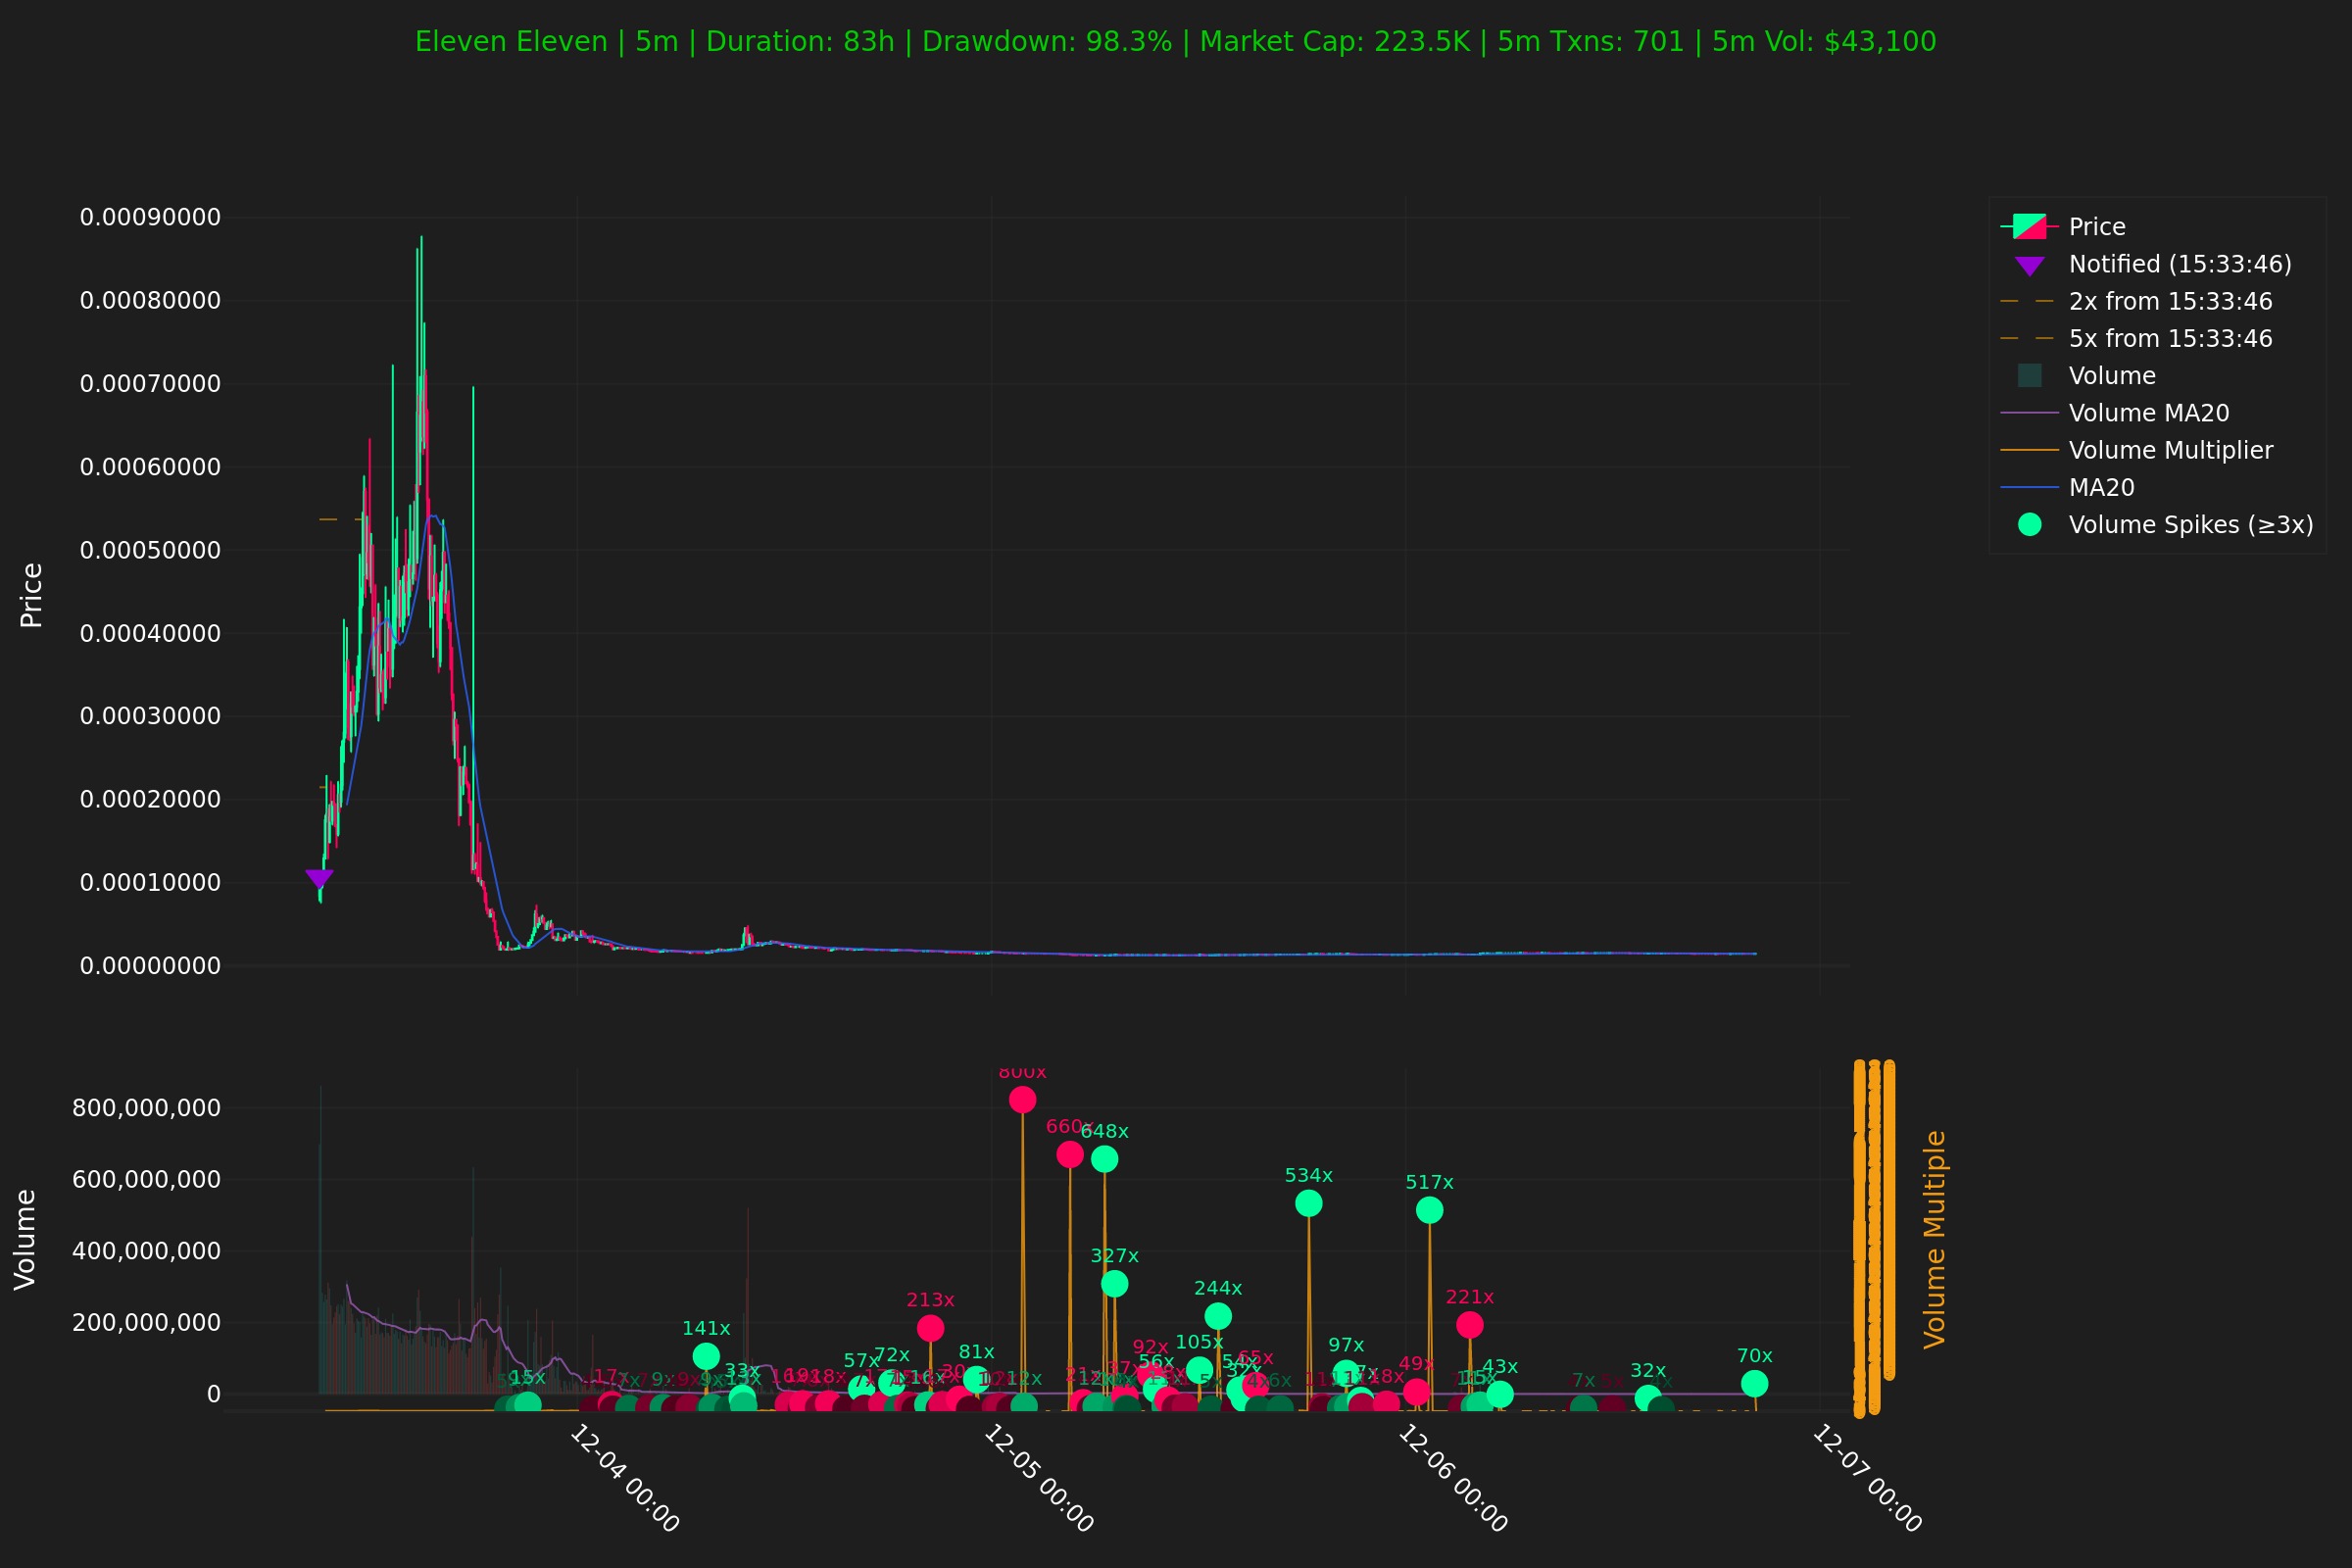 Eleven Eleven | 5m | Duration: 83h | Drawdown: 98.3% | Market Cap: 223.5K | 5m Txns: 701 | 5m Vol: $43,100
Price
0.00090000
0.00080000
0.00070000
0.00060000
0.00050000
0.00040000
0.00030000
0.00020000
0.00010000
0.00000000
Price
Notified (15:33:46)
2x from 15:33:46
5x from 15:33:46
Volume
Volume MA20
Volume Multiplier
MA20
Volume Spikes (≥3x)
Volume
800,000,000
600,000,000
400,000,000
200,000,000
0
800x
660x
648x
534x
517x
327x
244x
221x
213x
141x
105x
97x
92x
81x
72x
70x
57x
56x
65x
49x
43x
33x
32x
15x
18x
16x
12x
7x
Volume Multiple
12-04 00:00
12-05 00:00
12-06 00:00
12-07 00:00